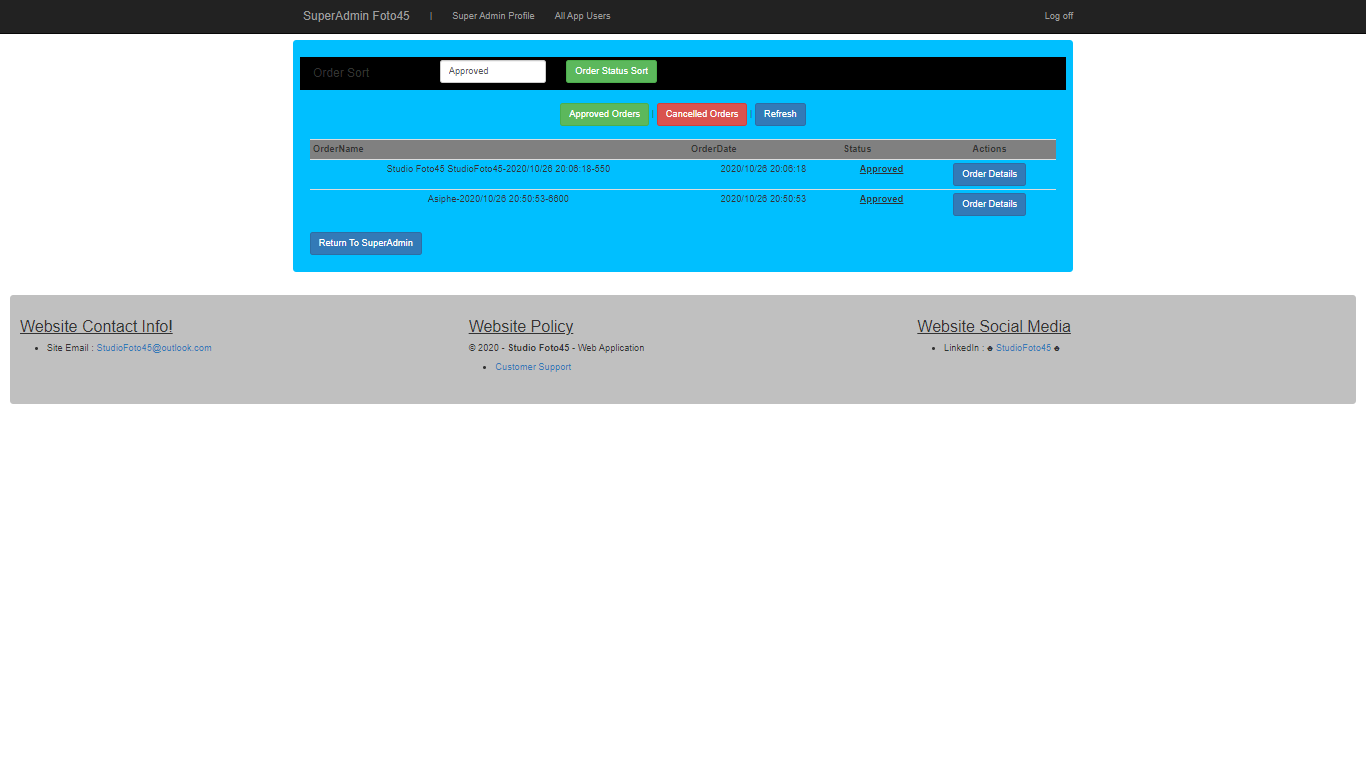 SuperAdmin Foto45 | Super Admin Profile All App Users Log off
Order Sort Approved Order Status Sort
Approved Orders | Cancelled Orders | Refresh
OrderName OrderDate Status Actions
Studio Foto45 StudioFoto45-2020/10/26 20:06:18-550 2020/10/26 20:06:18 Approved Order Details
Asiphe-2020/10/26 20:50:53-6600 2020/10/26 20:50:53 Approved Order Details
Return To SuperAdmin
Website Contact Info!
Site Email : StudioFoto45@outlook.com
Website Policy
© 2020 - Studio Foto45 - Web Application
Customer Support
Website Social Media
LinkedIn : StudioFoto45